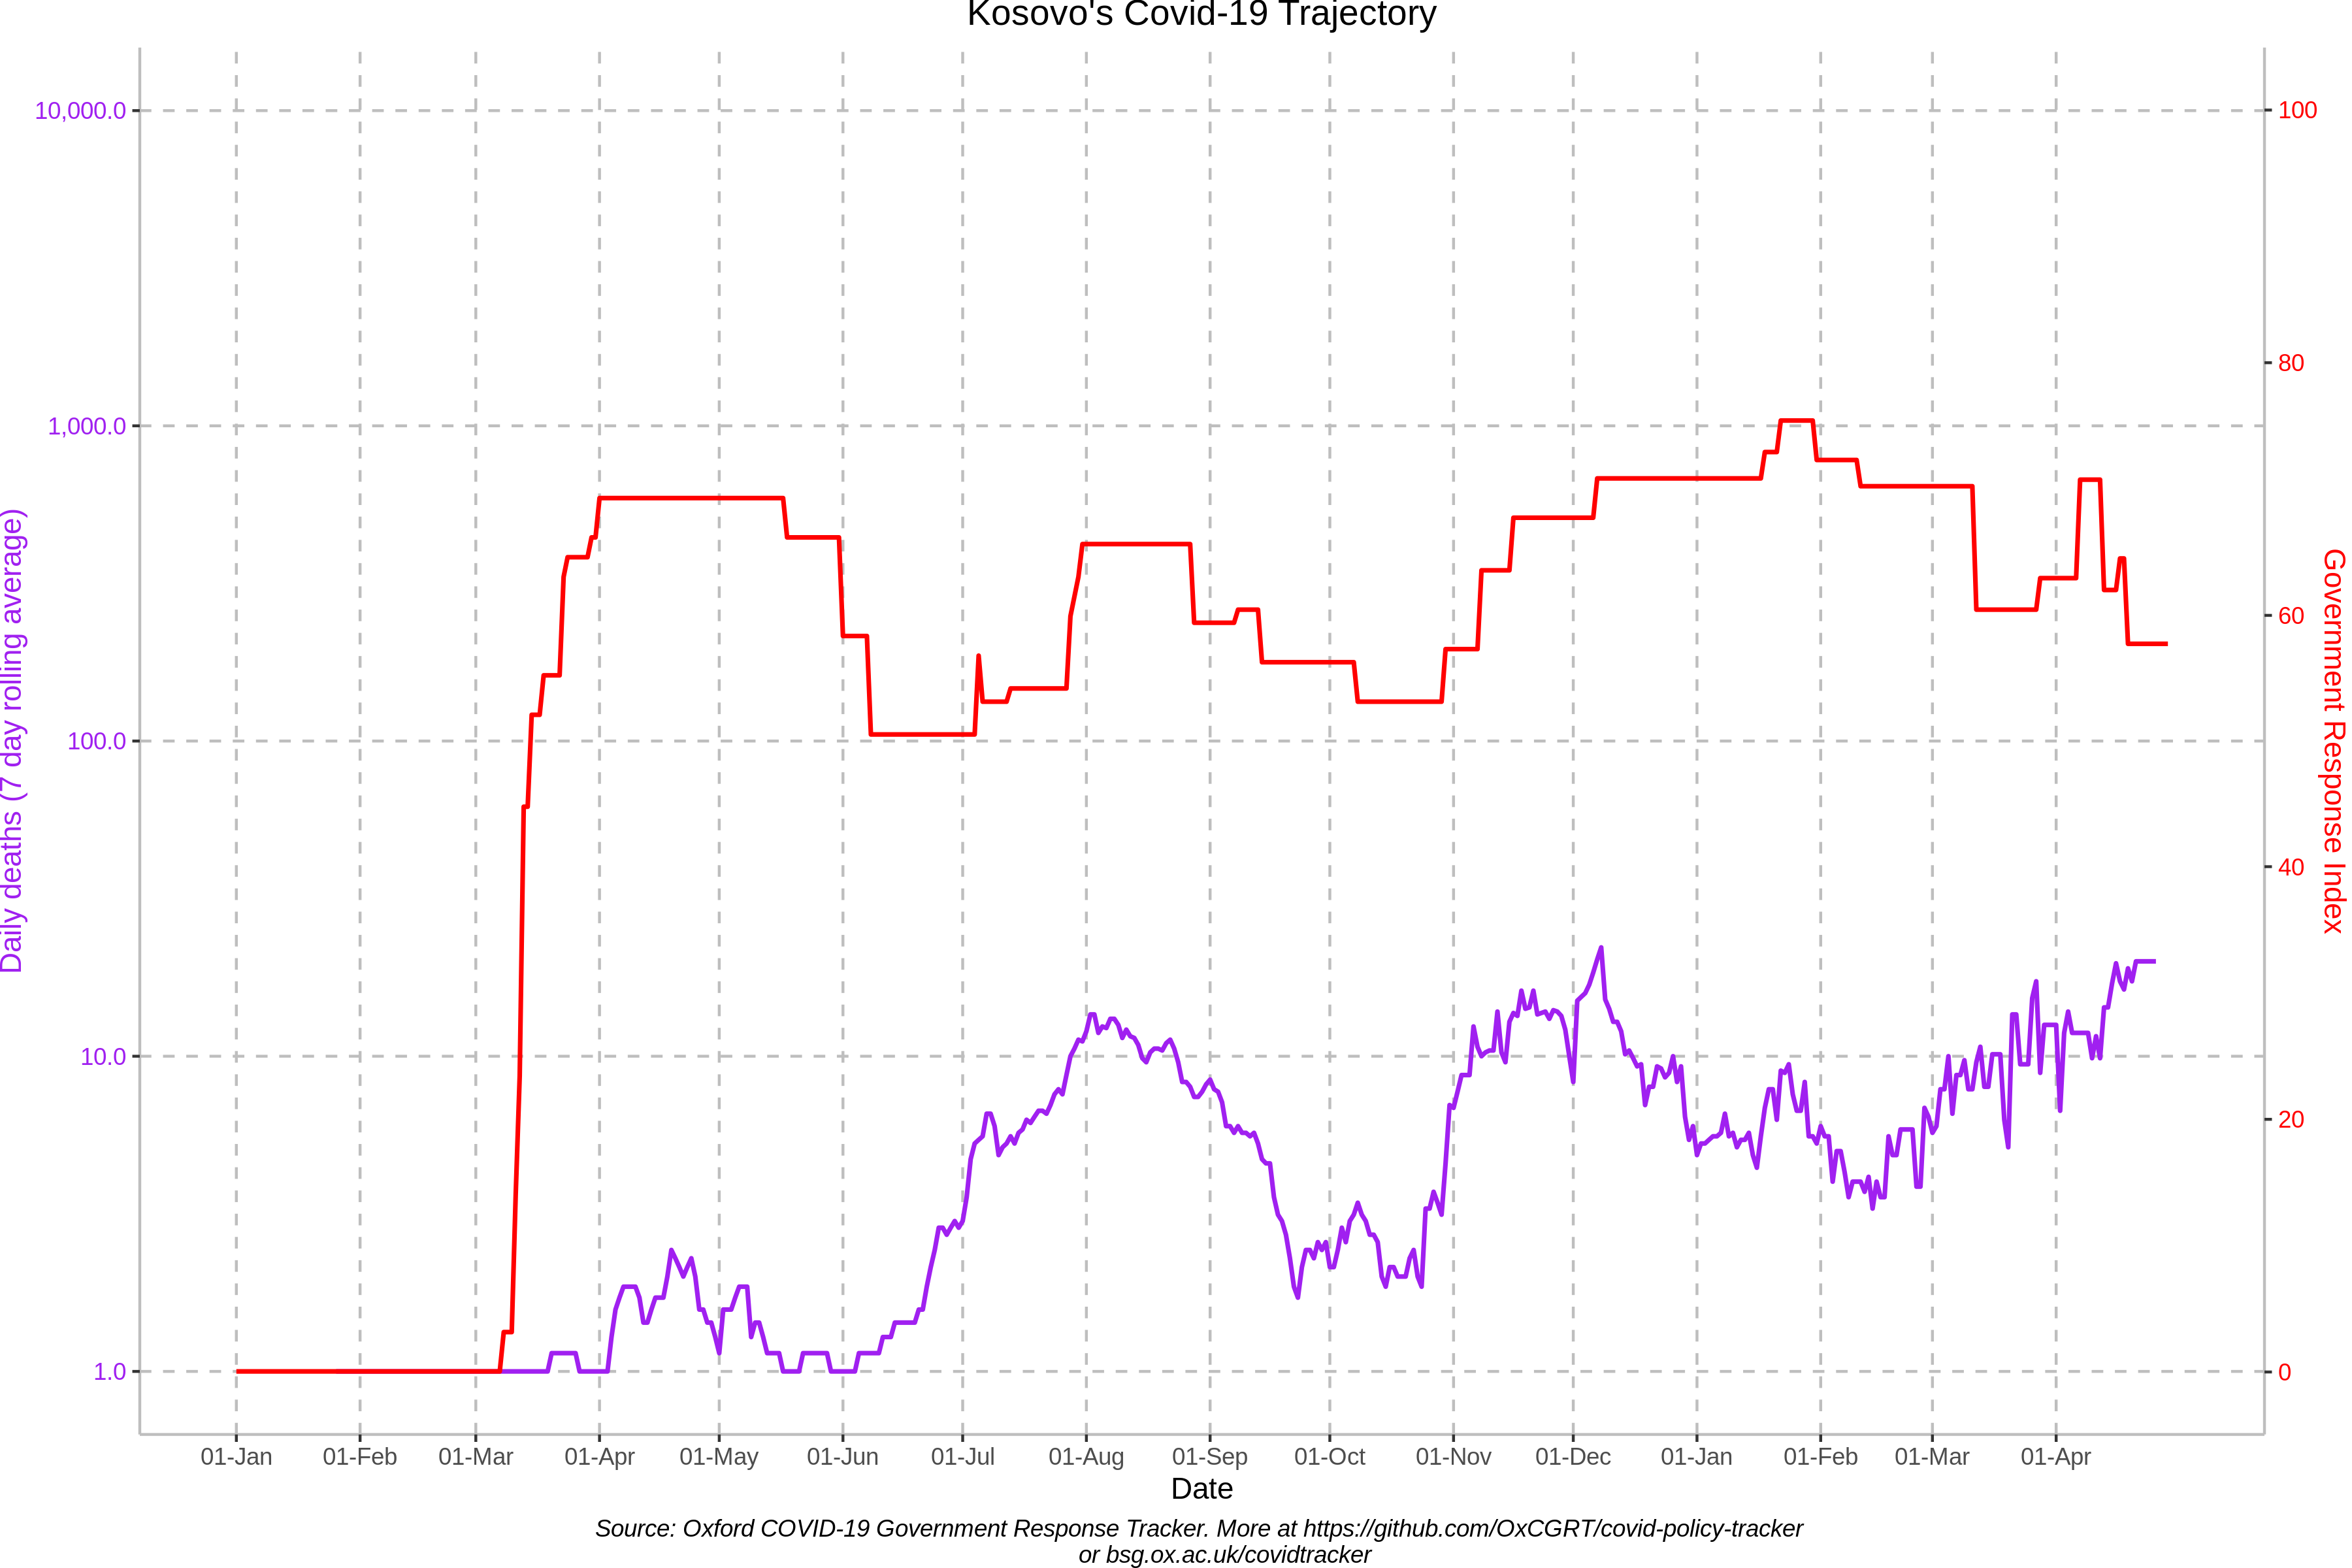 Kosovo's Covid-19 Trajectory
10,000.0
1,000.0
100.0
10.0
1.0
Daily deaths (7 day rolling average)
100
80
60
40
20
0
Government Response Index
01-Jan 01-Feb 01-Mar 01-Apr 01-May 01-Jun 01-Jul 01-Aug 01-Sep 01-Oct 01-Nov 01-Dec 01-Jan 01-Feb 01-Mar 01-Apr
Date
Source: Oxford COVID-19 Government Response Tracker. More at https://github.com/OxCGRT/covid-policy-tracker
or bsg.ox.ac.uk/covidtracker